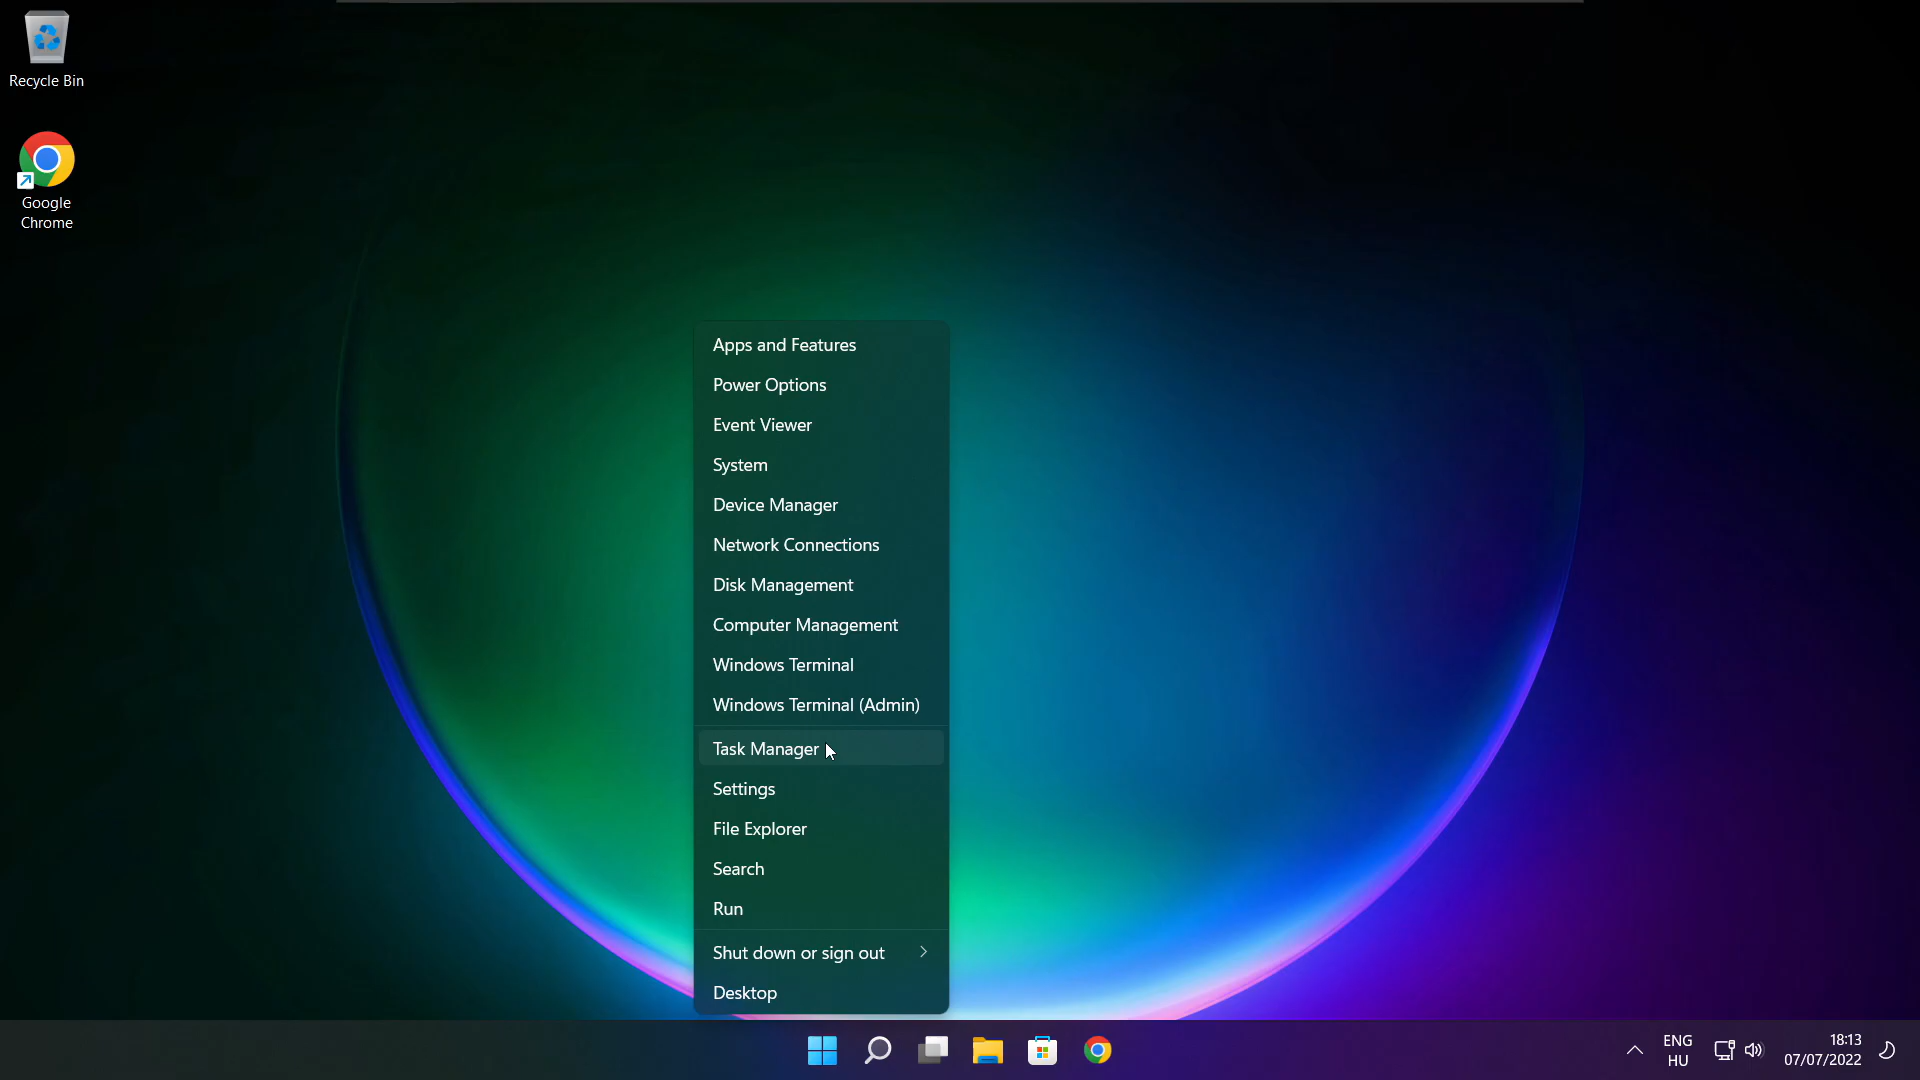 Recycle Bin
Google
Chrome
Apps and Features
Power Options
Event Viewer
System
Device Manager
Network Connections
Disk Management
Computer Management
Windows Terminal
Windows Terminal (Admin)
Task Manager
Settings
File Explorer
Search
Run
Shut down or sign out
Desktop
ENG
HU
18:13
07/07/2022